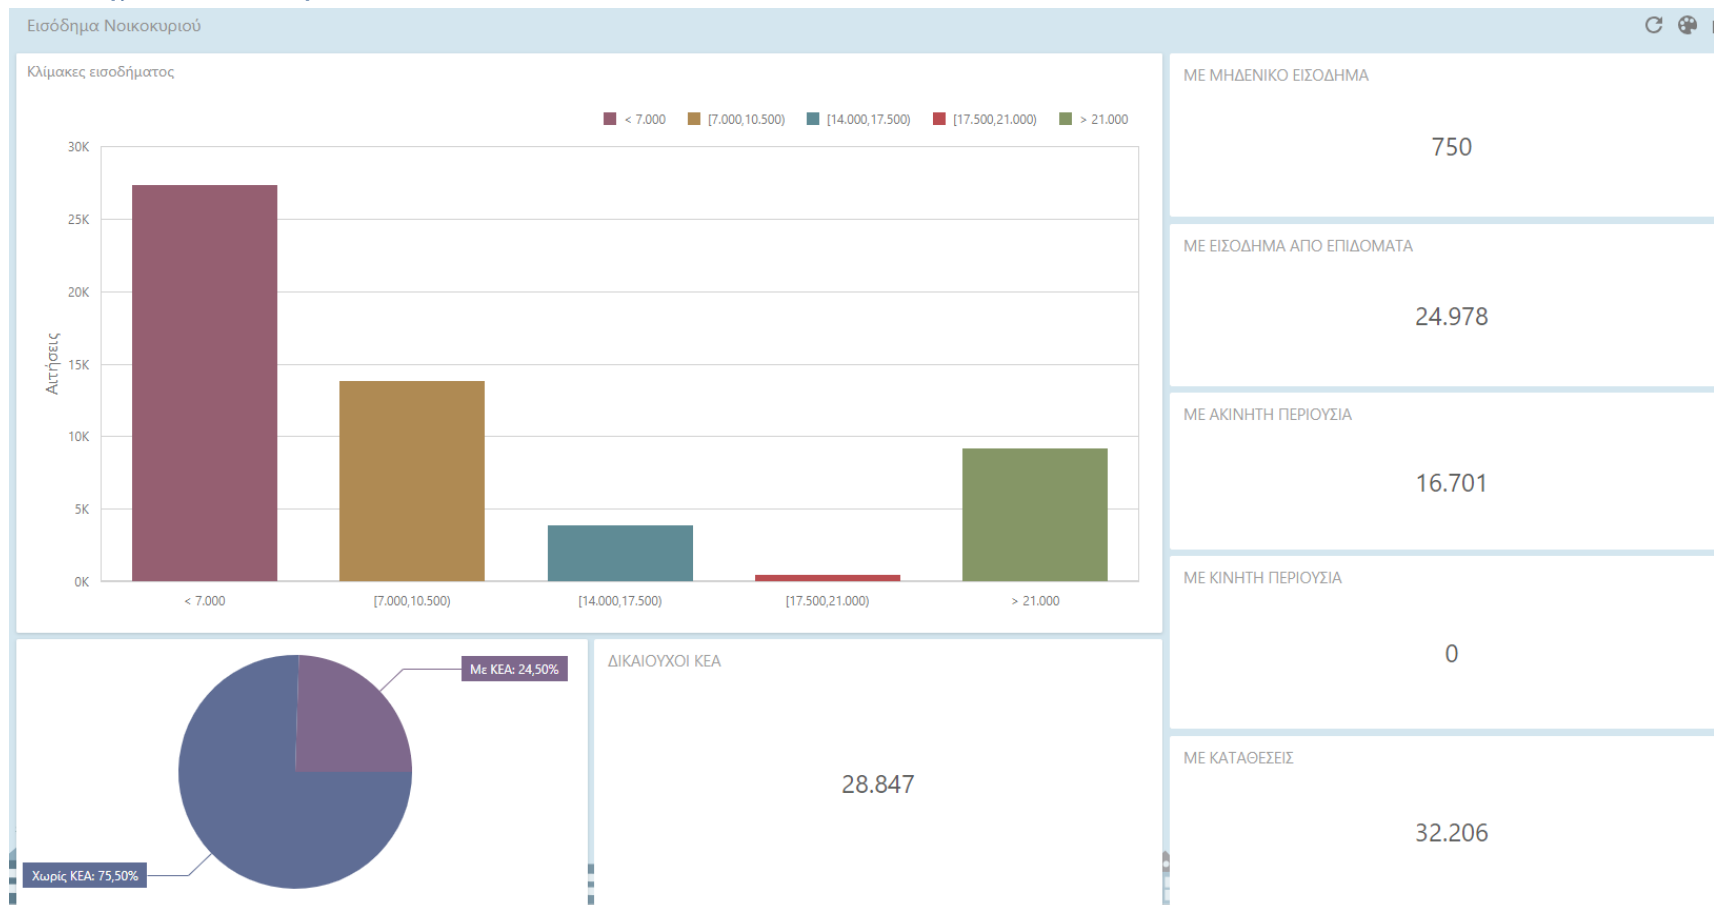 Εισόδημα Νοικοκυριού
Κλίμακες εισοδήματος
< 7.000 [7.000,10.500) [14.000,17.500) [17.500,21.000) > 21.000
30K
25K
20K
15K
10K
5K
0K
Αιτήσεις
< 7.000 [7.000,10.500) [14.000,17.500) [17.500,21.000) > 21.000
ΜΕ ΜΗΔΕΝΙΚΟ ΕΙΣΟΔΗΜΑ
750
ΜΕ ΕΙΣΟΔΗΜΑ ΑΠΟ ΕΠΙΔΟΜΑΤΑ
24.978
ΜΕ ΑΚΙΝΗΤΗ ΠΕΡΙΟΥΣΙΑ
16.701
ΜΕ ΚΙΝΗΤΗ ΠΕΡΙΟΥΣΙΑ
0
ΜΕ ΚΑΤΑΘΕΣΕΙΣ
32.206
Με ΚΕΑ: 24,50%
Χωρίς ΚΕΑ: 75,50%
ΔΙΚΑΙΟΥΧΟΙ ΚΕΑ
28.847